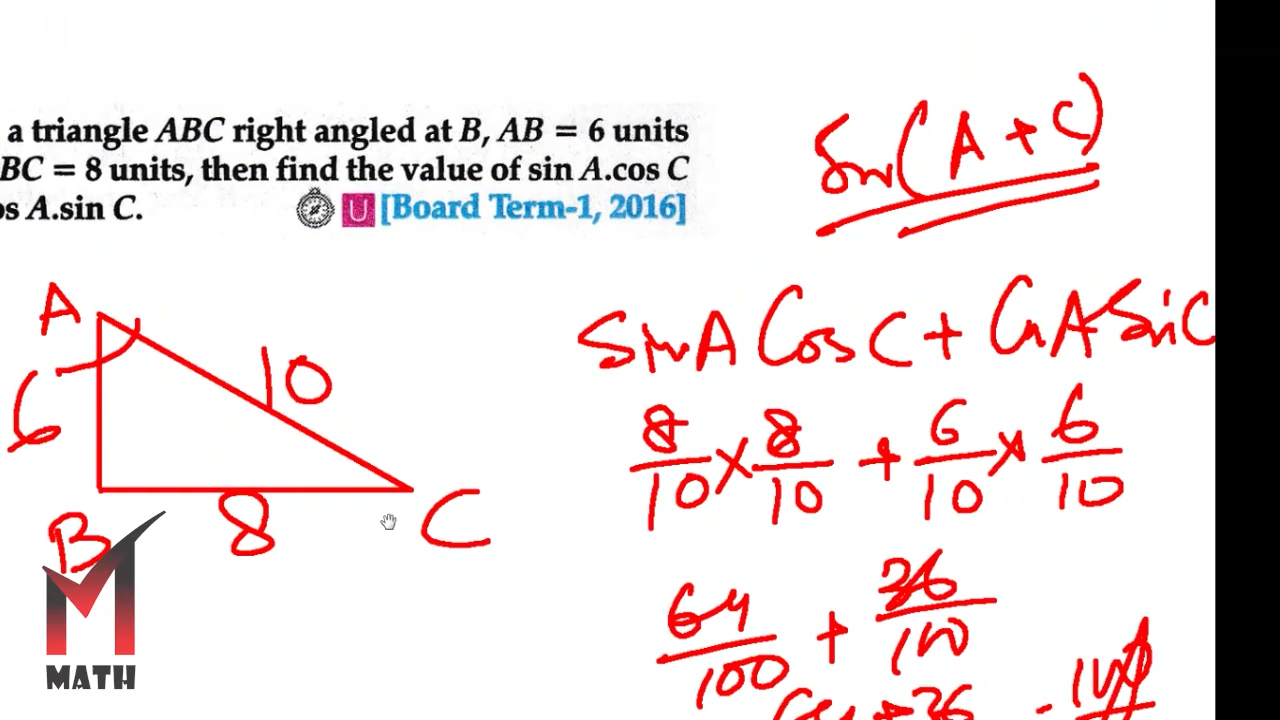 a triangle ABC right angled at B, AB = 6 units
BC = 8 units, then find the value of sin A.cos C
os A.sin C.
U [Board Term-1, 2016]
Sin(A+C)
A
6
10
B
8
C
SinA CosC + CosA SinC
8/10 × 8/10 + 6/10 × 6/10
64/100 + 36/100
64 + 36
MATH